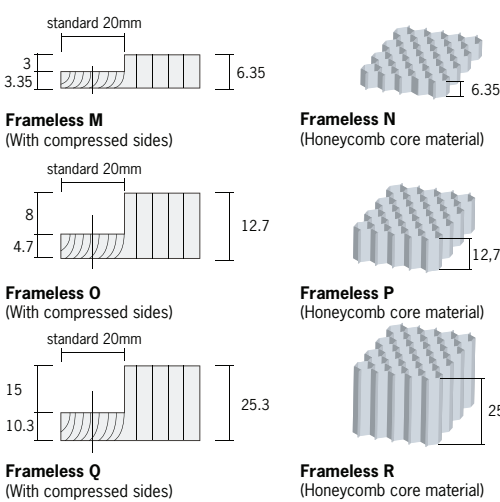 standard 20mm
3
3.35
6.35
6.35
Frameless M
(With compressed sides)
Frameless N
(Honeycomb core material)
standard 20mm
8
4.7
12.7
12,7
Frameless O
(With compressed sides)
Frameless P
(Honeycomb core material)
standard 20mm
15
10.3
25.3
Frameless Q
(With compressed sides)
Frameless R
(Honeycomb core material)